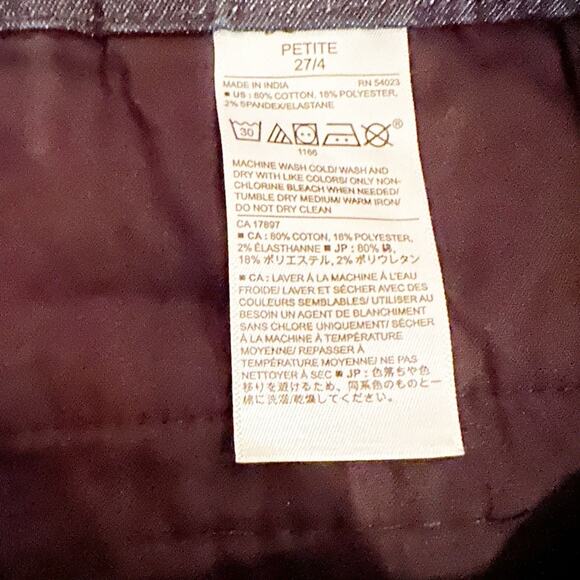 PETITE
27/4
MADE IN INDIA RN 54023
■ US : 80% COTTON, 18% POLYESTER,
2% SPANDEX/ELASTANE
30 ®
1166
MACHINE WASH COLD/ WASH AND
DRY WITH LIKE COLORS/ ONLY NON-
CHLORINE BLEACH WHEN NEEDED/
TUMBLE DRY MEDIUM/ WARM IRON/
DO NOT DRY CLEAN
CA 17897
■ CA : 80% COTON, 18% POLYESTER,
2% ÉLASTHANNE ■ JP : 80% 綿,
18% ポリエステル, 2% ポリウレタン
■ CA : LAVER À LA MACHINE À L'EAU
FROIDE/ LAVER ET SÉCHER AVEC DES
COULEURS SEMBLABLES/ UTILISER AU
BESOIN UN AGENT DE BLANCHIMENT
SANS CHLORE UNIQUEMENT/ SÉCHER
À LA MACHINE À TEMPÉRATURE
MOYENNE/ REPASSER À
TEMPÉRATURE MOYENNE/ NE PAS
NETTOYER À SEC ■ JP : 色落ちや色
移りを避けるため、同系色のものと一
緒に洗濯/乾燥してください。